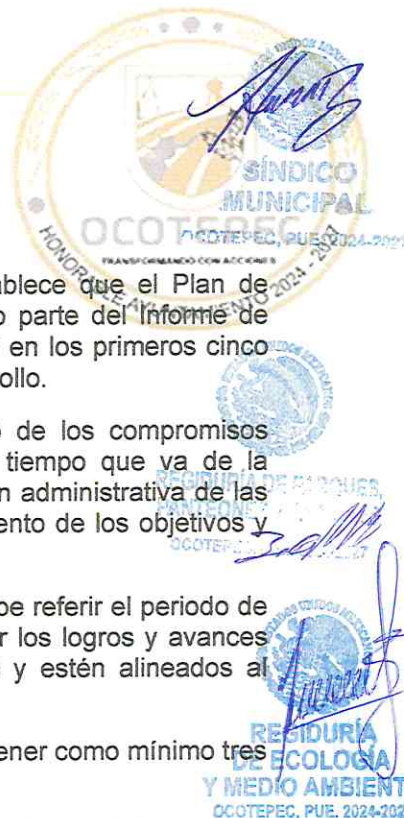 SÍNDICO
MUNICIPAL
OCOTEPEC, PUE. 2024-2027
OCOTEPEC
TRANSFORMANDO CON ACCIONES
HONORABLE AYUNTAMIENTO 2024 - 2027
ablece que el Plan de
o parte del Informe de
en los primeros cinco
ollo.
de los compromisos
tiempo que va de la
n administrativa de las
ento de los objetivos y
REGIDURÍA DE PARQUES,
PANTEONES
be referir el periodo de
r los logros y avances
y estén alineados al
ener como mínimo tres
REGIDURÍA
DE ECOLOGÍA
Y MEDIO AMBIENT
OCOTEPEC, PUE. 2024-202